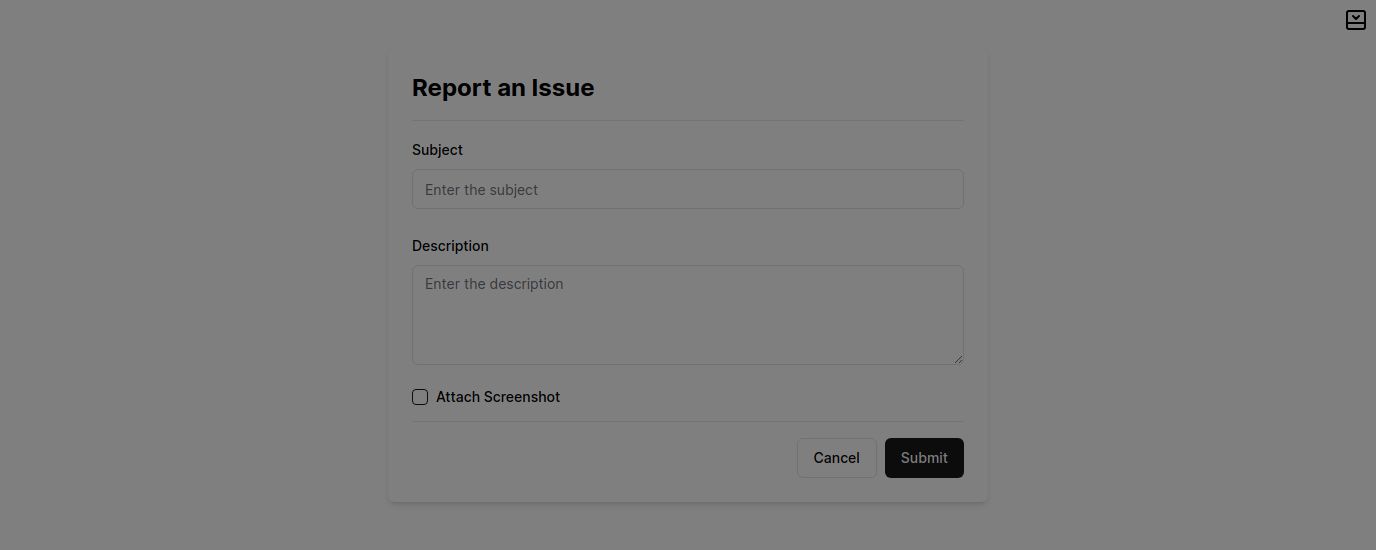 Report an Issue
Subject
Enter the subject
Description
Enter the description
Attach Screenshot
Cancel
Submit